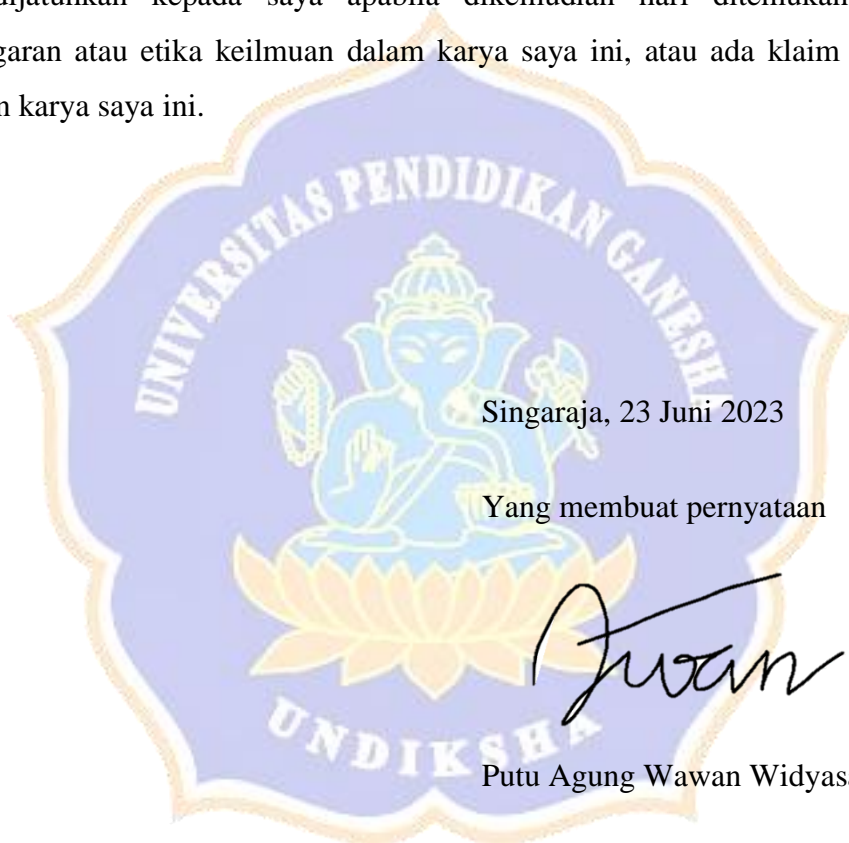 dijatuhkan kepada saya apabila dikemudian hari ditemukan
garan atau etika keilmuan dalam karya saya ini, atau ada klaim
karya saya ini.
UNIVERSITAS PENDIDIKAN GANESHA
Singaraja, 23 Juni 2023
Yang membuat pernyataan
UNDIKSHA
Putu Agung Wawan